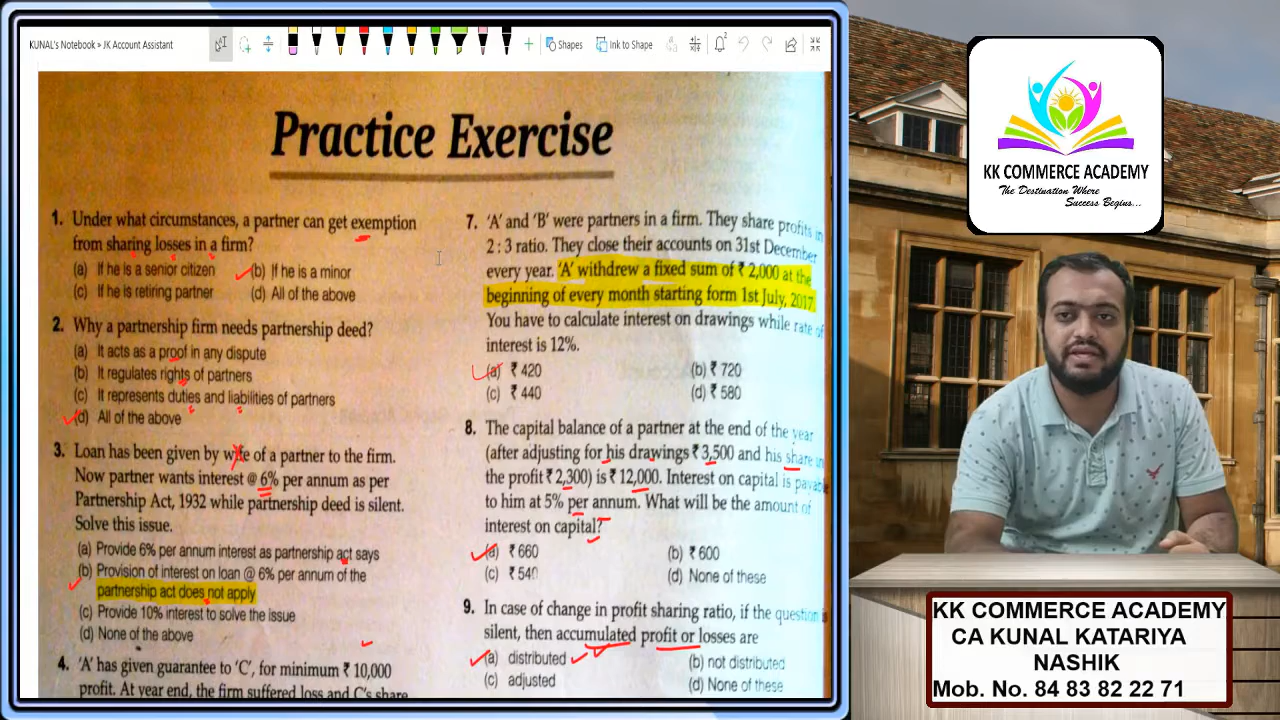 KUNAL's Notebook » JK Account Assistant
Shapes
Ink to Shape
Practice Exercise
1. Under what circumstances, a partner can get exemption
from sharing losses in a firm?
(a) If he is a senior citizen (b) If he is a minor
(c) If he is retiring partner (d) All of the above
2. Why a partnership firm needs partnership deed?
(a) It acts as a proof in any dispute
(b) It regulates rights of partners
(c) It represents duties and liabilities of partners
(d) All of the above
3. Loan has been given by wife of a partner to the firm.
Now partner wants interest @ 6% per annum as per
Partnership Act, 1932 while partnership deed is silent.
Solve this issue.
(a) Provide 6% per annum interest as partnership act says
(b) Provision of interest on loan @ 6% per annum of the
partnership act does not apply
(c) Provide 10% interest to solve the issue
(d) None of the above
4. 'A' has given guarantee to 'C', for minimum ₹ 10,000
profit. At year end, the firm suffered loss and C's share
7. 'A' and 'B' were partners in a firm. They share profits in
2 : 3 ratio. They close their accounts on 31st December
every year. 'A' withdrew a fixed sum of ₹ 2,000 at the
beginning of every month starting form 1st July, 2017.
You have to calculate interest on drawings while rate of
interest is 12%.
(a) ₹ 420 (b) ₹ 720
(c) ₹ 440 (d) ₹ 580
8. The capital balance of a partner at the end of the year
(after adjusting for his drawings ₹ 3,500 and his share in
the profit ₹ 2,300) is ₹ 12,000. Interest on capital is payable
to him at 5% per annum. What will be the amount of
interest on capital?
(a) ₹ 660 (b) ₹ 600
(c) ₹ 540 (d) None of these
9. In case of change in profit sharing ratio, if the question is
silent, then accumulated profit or losses are
(a) distributed (b) not distributed
(c) adjusted (d) None of these
KK COMMERCE ACADEMY
The Destination Where
Success Begins...
KK COMMERCE ACADEMY
CA KUNAL KATARIYA
NASHIK
Mob. No. 84 83 82 22 71